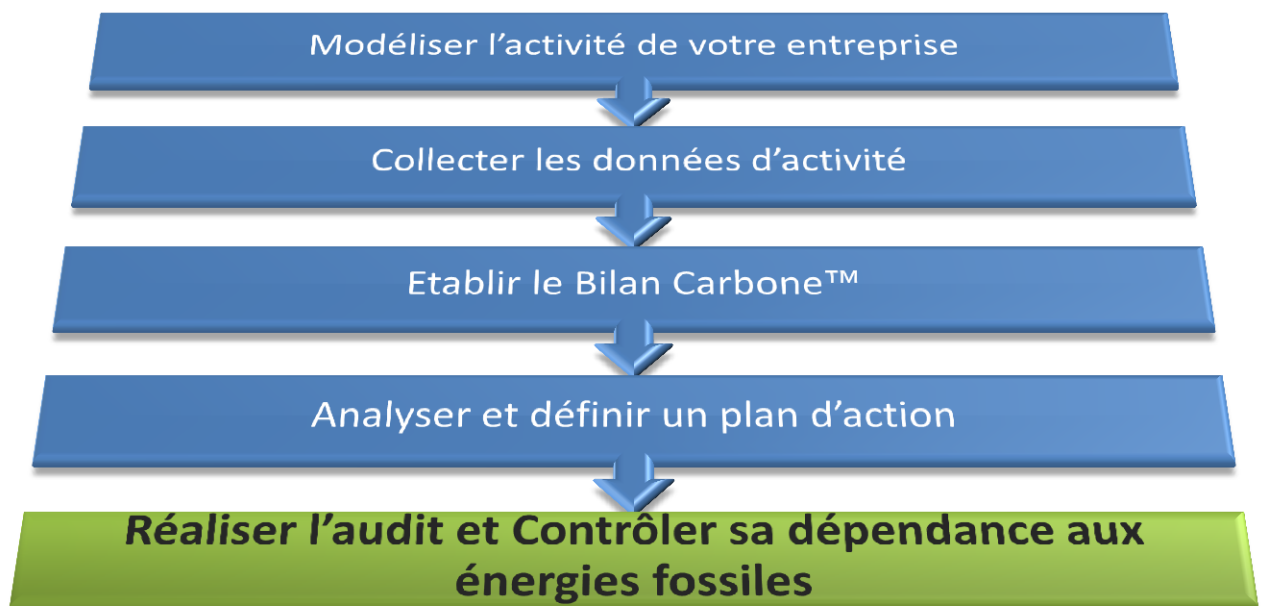 Modéliser l’activité de votre entreprise
Collecter les données d’activité
Etablir le Bilan Carbone™
Analyser et définir un plan d’action
Réaliser l’audit et Contrôler sa dépendance aux
énergies fossiles